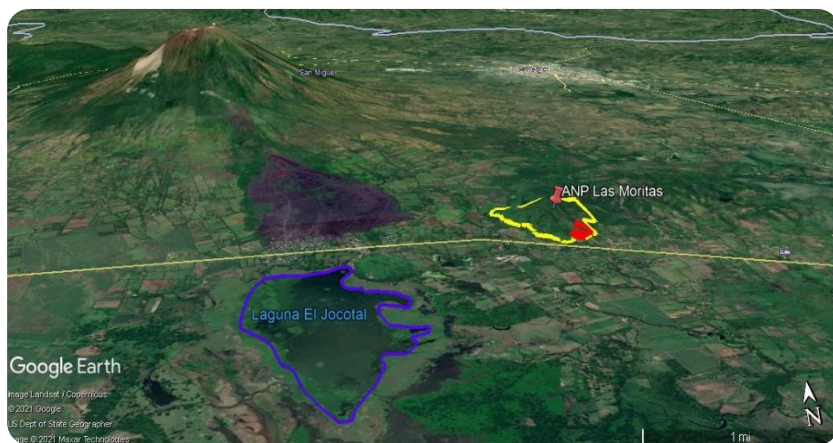 San Miguel
ANP Las Moritas
Laguna El Jocotal
Google Earth
Image Landsat / Copernicus
© 2021 Google
US Dept of State Geographer
© 2021 Maxar Technologies
N
1 mi